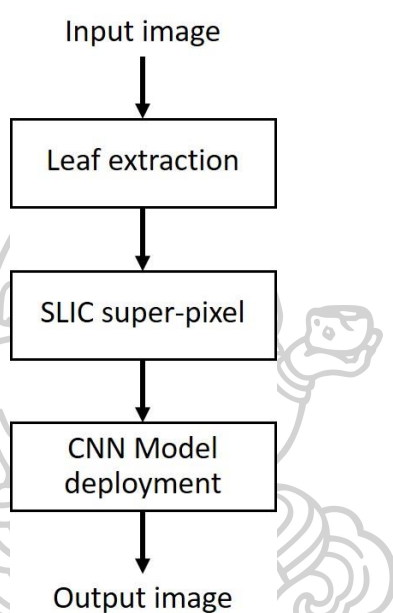 Input image
Leaf extraction
SLIC super-pixel
CNN Model
deployment
Output image